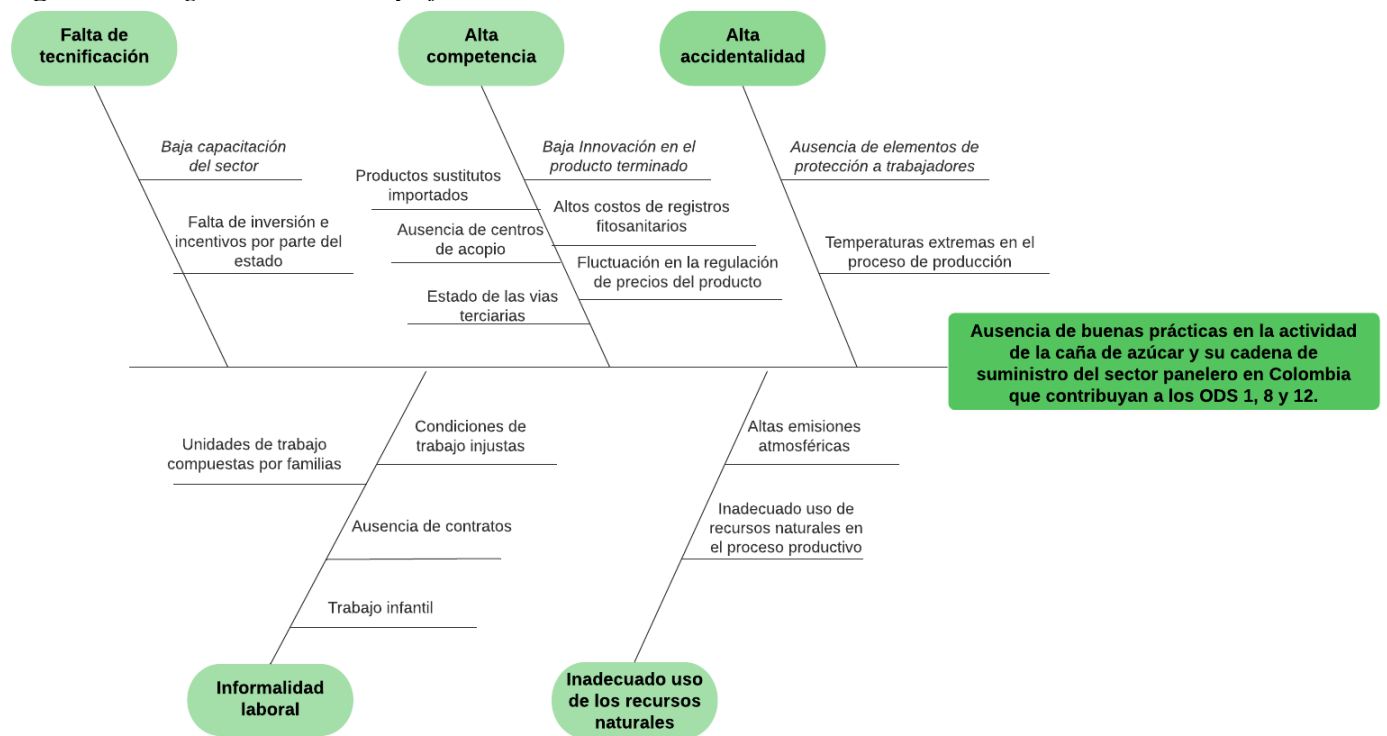 Falta de
tecnificación
Alta
competencia
Alta
accidentalidad
Baja capacitación
del sector
Falta de inversión e
incentivos por parte del
estado
Productos sustitutos
importados
Ausencia de centros
de acopio
Estado de las vias
terciarias
Baja Innovación en el
producto terminado
Altos costos de registros
fitosanitarios
Fluctuación en la regulación
de precios del producto
Ausencia de elementos de
protección a trabajadores
Temperaturas extremas en el
proceso de producción
Ausencia de buenas prácticas en la actividad
de la caña de azúcar y su cadena de
suministro del sector panelero en Colombia
que contribuyan a los ODS 1, 8 y 12.
Unidades de trabajo
compuestas por familias
Condiciones de
trabajo injustas
Ausencia de contratos
Trabajo infantil
Informalidad
laboral
Altas emisiones
atmosféricas
Inadecuado uso de
recursos naturales en
el proceso productivo
Inadecuado uso
de los recursos
naturales